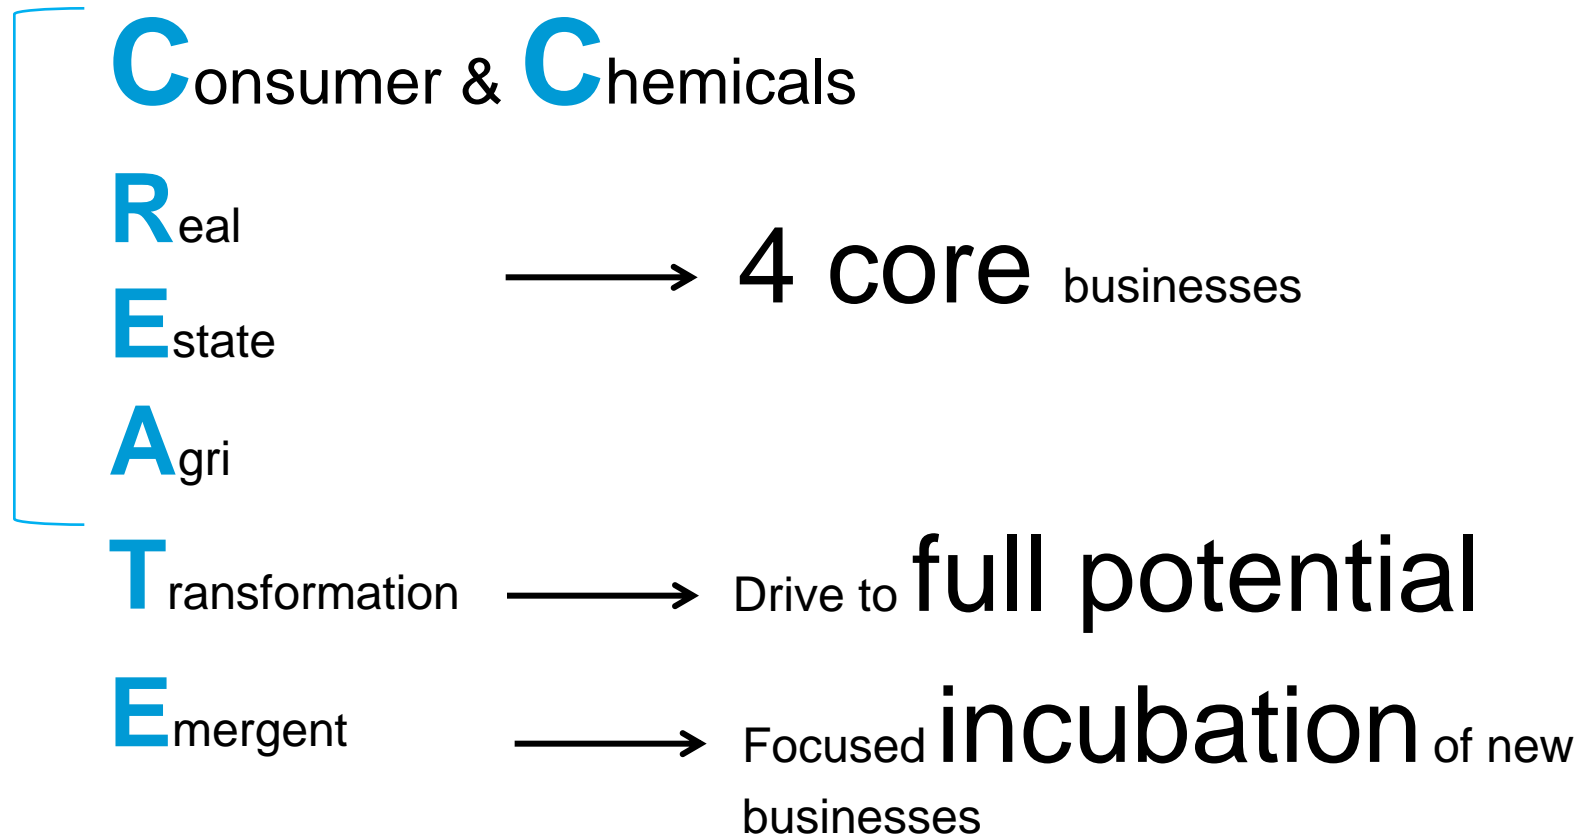 Consumer & Chemicals
Real
4 core businesses
Estate
Agri
Transformation
Drive to full potential
Emergent
Focused incubation of new
businesses